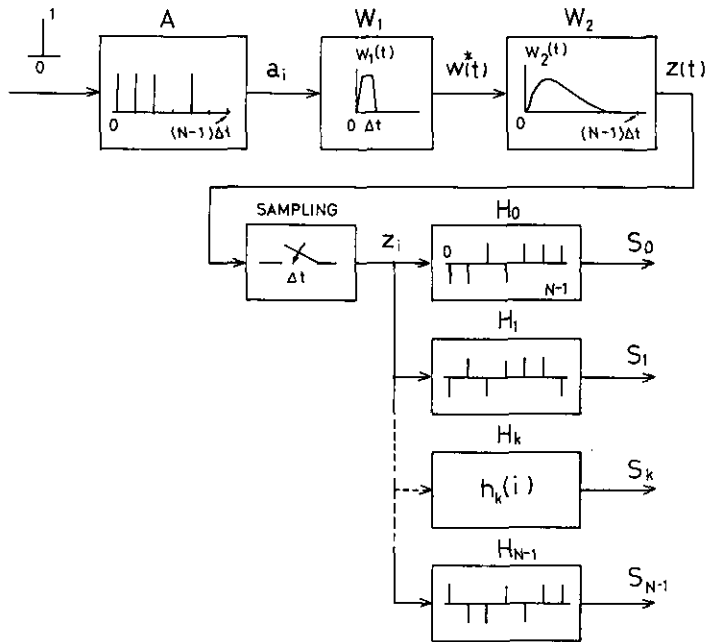 1
0
A
0
(N-1)Δt
a_i
W_1
W_1(t)
0 Δt
w*(t)
W_2
W_2(t)
0
(N-1)Δt
z(t)
SAMPLING
Δt
z_i
H_0
0
N-1
S_0
H_1
S_1
H_k
h_k(i)
S_k
H_{N-1}
S_{N-1}